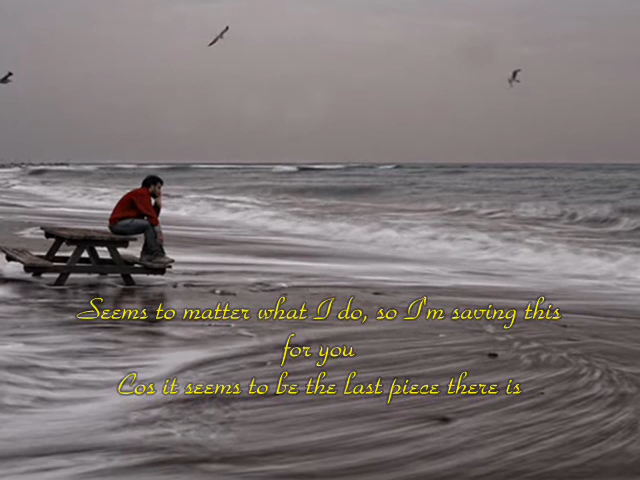 Seems to matter what I do, so I'm saving this
for you
Cos it seems to be the last piece there is